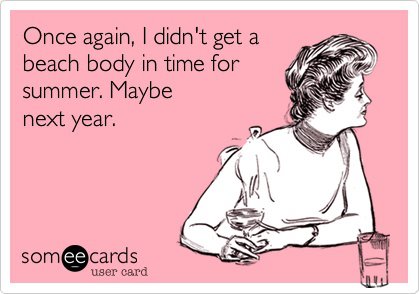 Once again, I didn't get a
beach body in time for
summer. Maybe
next year.
someecards
user card